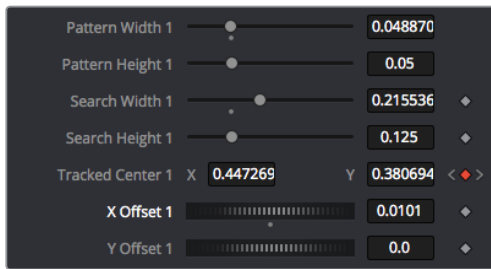 Pattern Width 1 0.048870
Pattern Height 1 0.05
Search Width 1 0.215536
Search Height 1 0.125
Tracked Center 1 X 0.447269 Y 0.380694
X Offset 1 0.0101
Y Offset 1 0.0